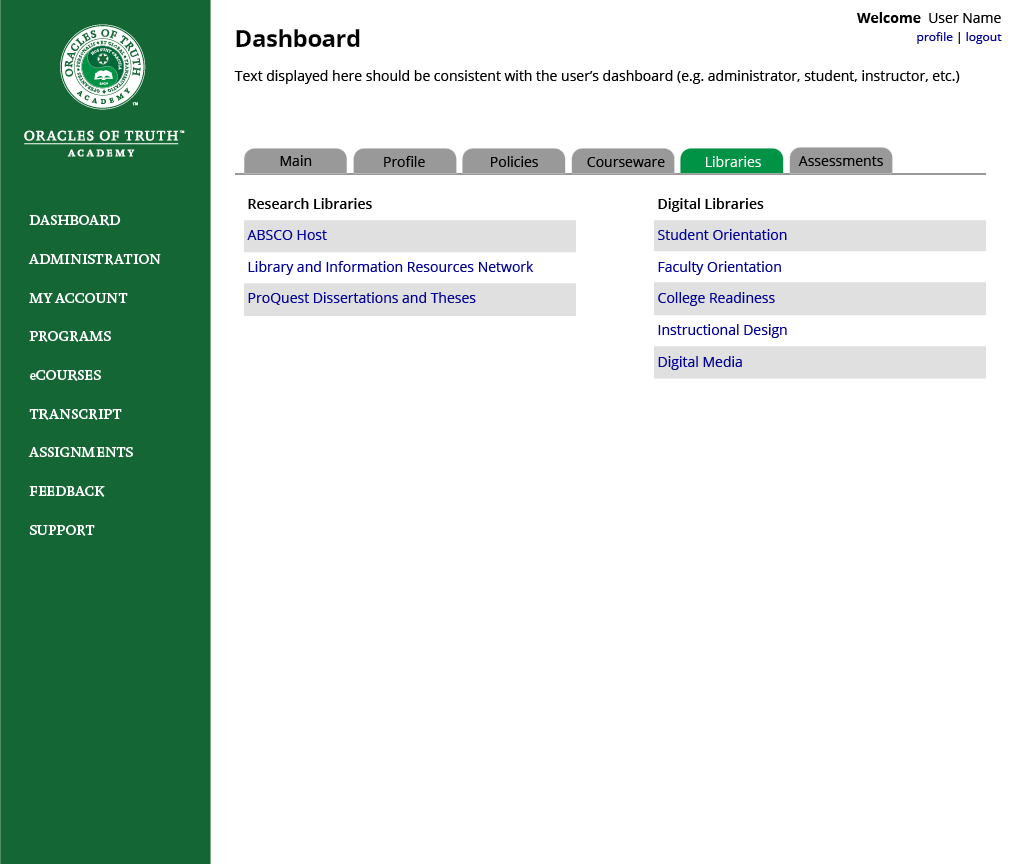 Welcome User Name
profile | logout
Dashboard
Text displayed here should be consistent with the user's dashboard (e.g. administrator, student, instructor, etc.)
ORACLES OF TRUTH
ACADEMY
ORACLES OF TRUTH™
ACADEMY
DASHBOARD
ADMINISTRATION
MY ACCOUNT
PROGRAMS
eCOURSES
TRANSCRIPT
ASSIGNMENTS
FEEDBACK
SUPPORT
Main Profile Policies Courseware Libraries Assessments
Research Libraries
ABSCO Host
Library and Information Resources Network
ProQuest Dissertations and Theses
Digital Libraries
Student Orientation
Faculty Orientation
College Readiness
Instructional Design
Digital Media